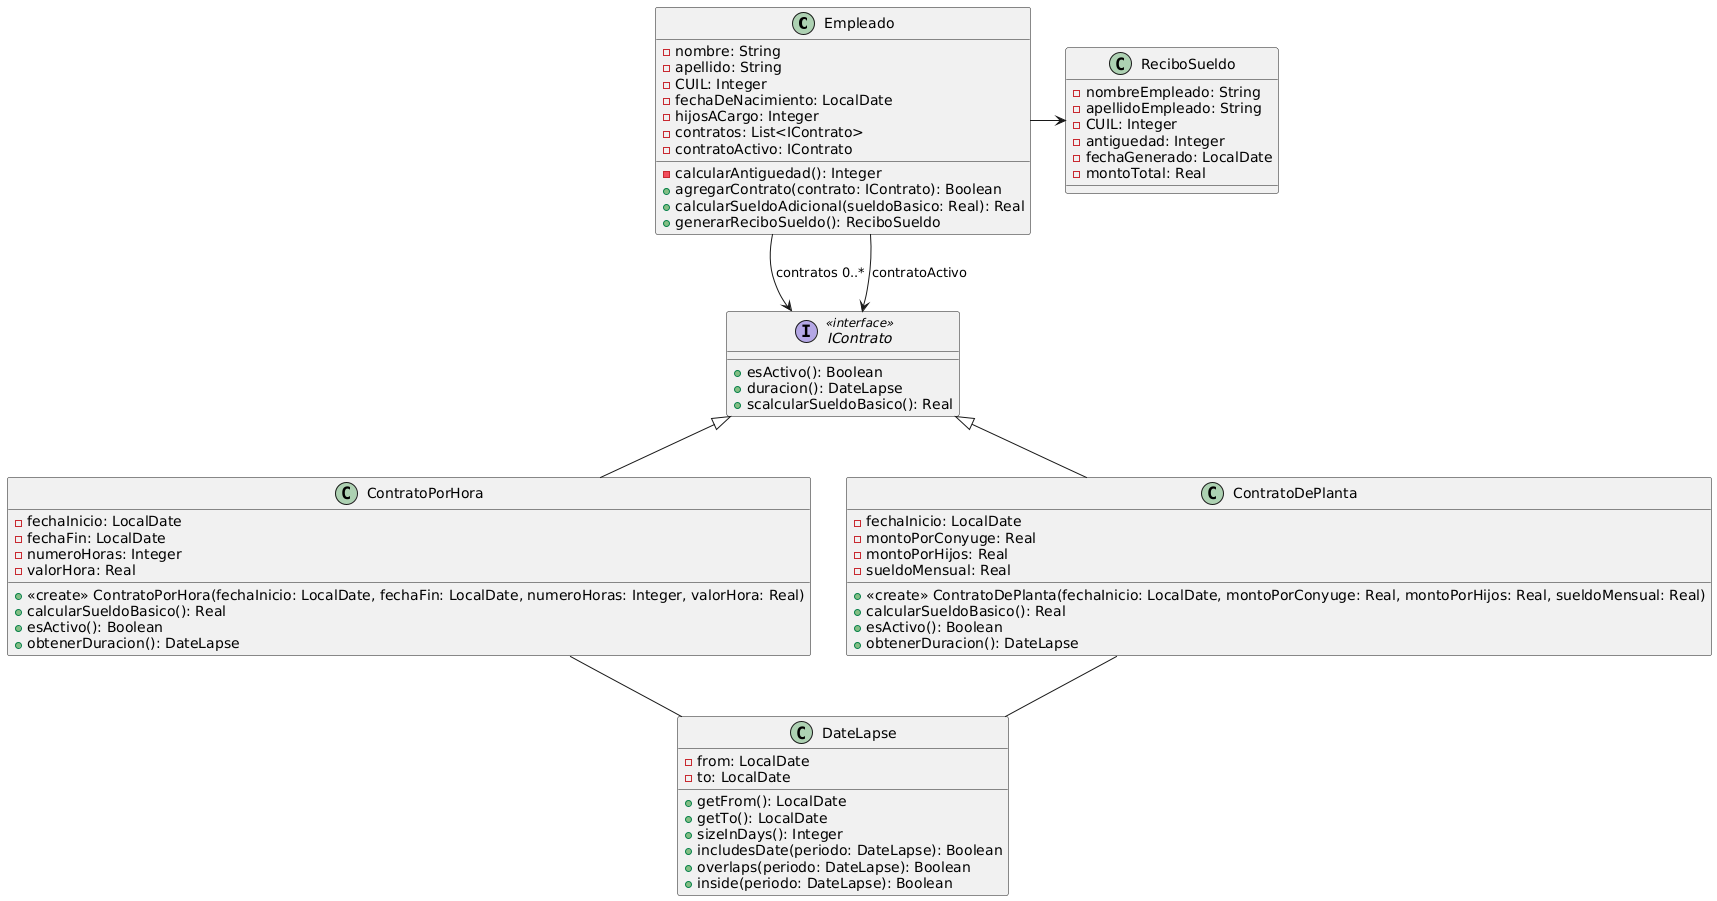 C Empleado
nombre: String
apellido: String
CUIL: Integer
fechaDeNacimiento: LocalDate
hijosACargo: Integer
contratos: List<IContrato>
contratoActivo: IContrato
calcularAntiguedad(): Integer
agregarContrato(contrato: IContrato): Boolean
calcularSueldoAdicional(sueldoBasico: Real): Real
generarReciboSueldo(): ReciboSueldo
C ReciboSueldo
nombreEmpleado: String
apellidoEmpleado: String
CUIL: Integer
antiguedad: Integer
fechaGenerado: LocalDate
montoTotal: Real
contratos 0..*
contratoActivo
I «interface»
IContrato
esActivo(): Boolean
duracion(): DateLapse
scalcularSueldoBasico(): Real
C ContratoPorHora
fechaInicio: LocalDate
fechaFin: LocalDate
numeroHoras: Integer
valorHora: Real
«create» ContratoPorHora(fechaInicio: LocalDate, fechaFin: LocalDate, numeroHoras: Integer, valorHora: Real)
calcularSueldoBasico(): Real
esActivo(): Boolean
obtenerDuracion(): DateLapse
C ContratoDePlanta
fechaInicio: LocalDate
montoPorConyuge: Real
montoPorHijos: Real
sueldoMensual: Real
«create» ContratoDePlanta(fechaInicio: LocalDate, montoPorConyuge: Real, montoPorHijos: Real, sueldoMensual: Real)
calcularSueldoBasico(): Real
esActivo(): Boolean
obtenerDuracion(): DateLapse
C DateLapse
from: LocalDate
to: LocalDate
getFrom(): LocalDate
getTo(): LocalDate
sizeInDays(): Integer
includesDate(periodo: DateLapse): Boolean
overlaps(periodo: DateLapse): Boolean
inside(periodo: DateLapse): Boolean